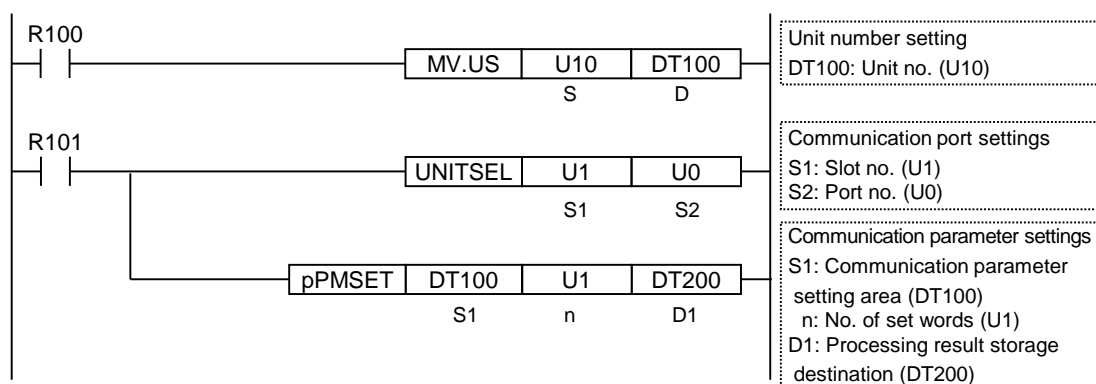 R100
MV.US U10 DT100
S D
Unit number setting
DT100: Unit no. (U10)
R101
UNITSEL U1 U0
S1 S2
Communication port settings
S1: Slot no. (U1)
S2: Port no. (U0)
pPMSET DT100 U1 DT200
S1 n D1
Communication parameter settings
S1: Communication parameter
setting area (DT100)
n: No. of set words (U1)
D1: Processing result storage
destination (DT200)